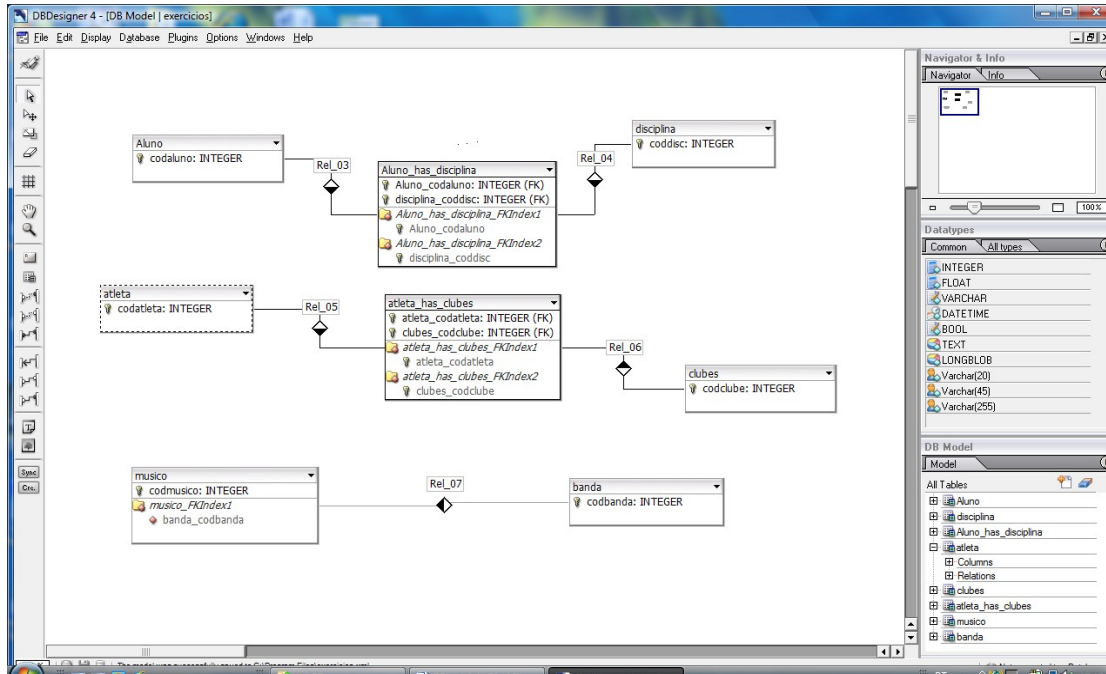 DBDesigner 4 - [DB Model | exercicios]
File Edit Display Database Plugins Options Windows Help
Aluno
codaluno: INTEGER
Rel_03
Aluno_has_disciplina
Aluno_codaluno: INTEGER (FK)
disciplina_coddisc: INTEGER (FK)
Aluno_has_disciplina_FKIndex1
Aluno_codaluno
Aluno_has_disciplina_FKIndex2
disciplina_coddisc
Rel_04
disciplina
coddisc: INTEGER
atleta
codatleta: INTEGER
Rel_05
atleta_has_clubes
atleta_codatleta: INTEGER (FK)
clubes_codclube: INTEGER (FK)
atleta_has_clubes_FKIndex1
atleta_codatleta
atleta_has_clubes_FKIndex2
clubes_codclube
Rel_06
clubes
codclube: INTEGER
musico
codmusico: INTEGER
musico_FKIndex1
banda_codbanda
Rel_07
banda
codbanda: INTEGER
Sync
Navigator & Info
Navigator Info
100%
Datatypes
Common All types
INTEGER
FLOAT
VARCHAR
DATETIME
BOOL
TEXT
LONGBLOB
Varchar(20)
Varchar(45)
Varchar(255)
DB Model
Model
All Tables
Aluno
disciplina
Aluno_has_disciplina
atleta
Columns
Relations
clubes
atleta_has_clubes
musico
banda